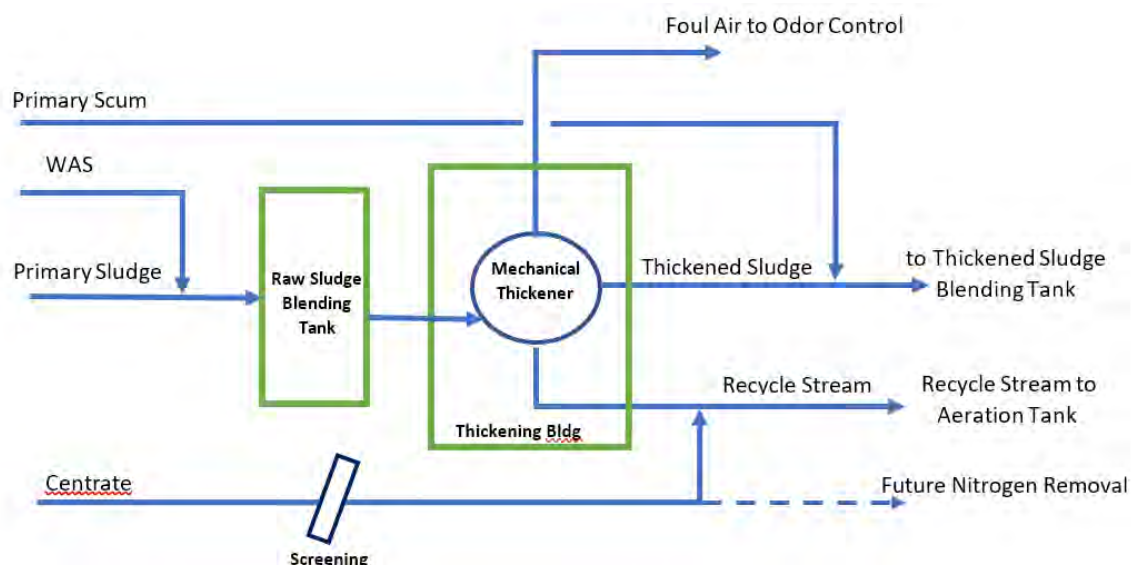 Foul Air to Odor Control
Primary Scum
WAS
Primary Sludge
Raw Sludge
Blending
Tank
Mechanical
Thickener
Thickened Sludge
to Thickened Sludge
Blending Tank
Recycle Stream
Recycle Stream to
Aeration Tank
Thickening Bldg
Centrate
Future Nitrogen Removal
Screening